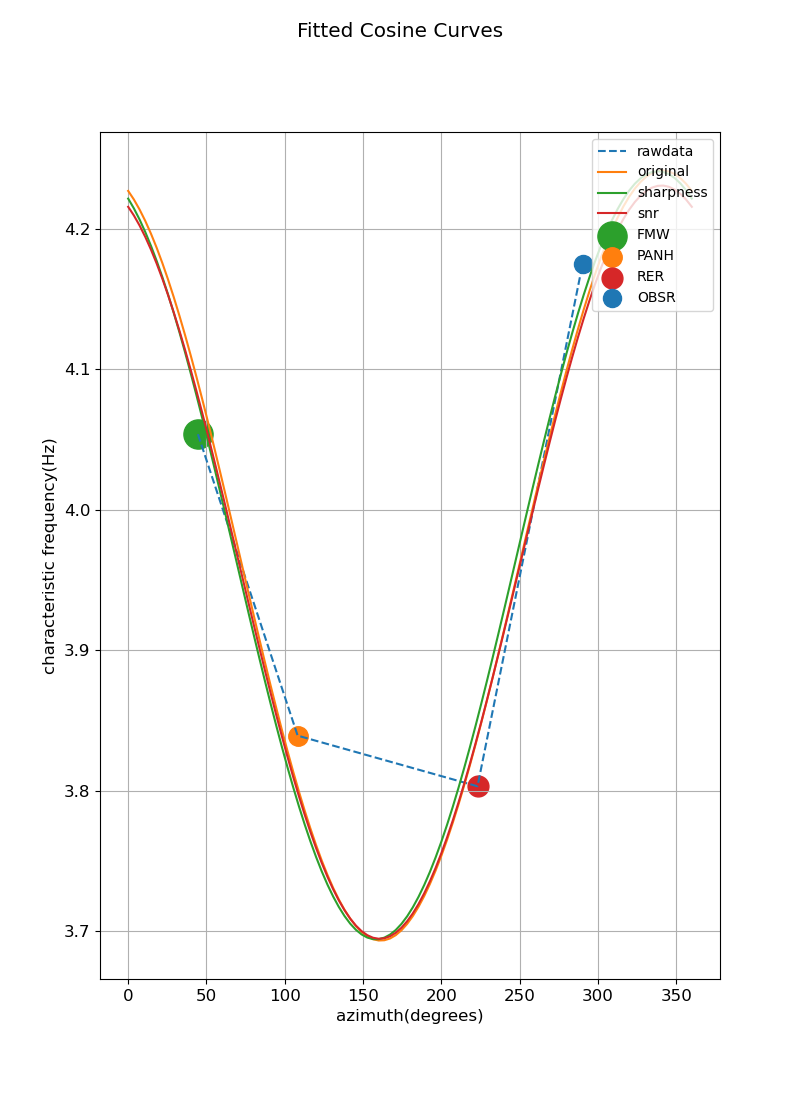 Fitted Cosine Curves
rawdata
original
sharpness
snr
FMW
PANH
RER
OBSR
4.2
4.1
4.0
3.9
3.8
3.7
characteristic frequency(Hz)
0 50 100 150 200 250 300 350
azimuth(degrees)